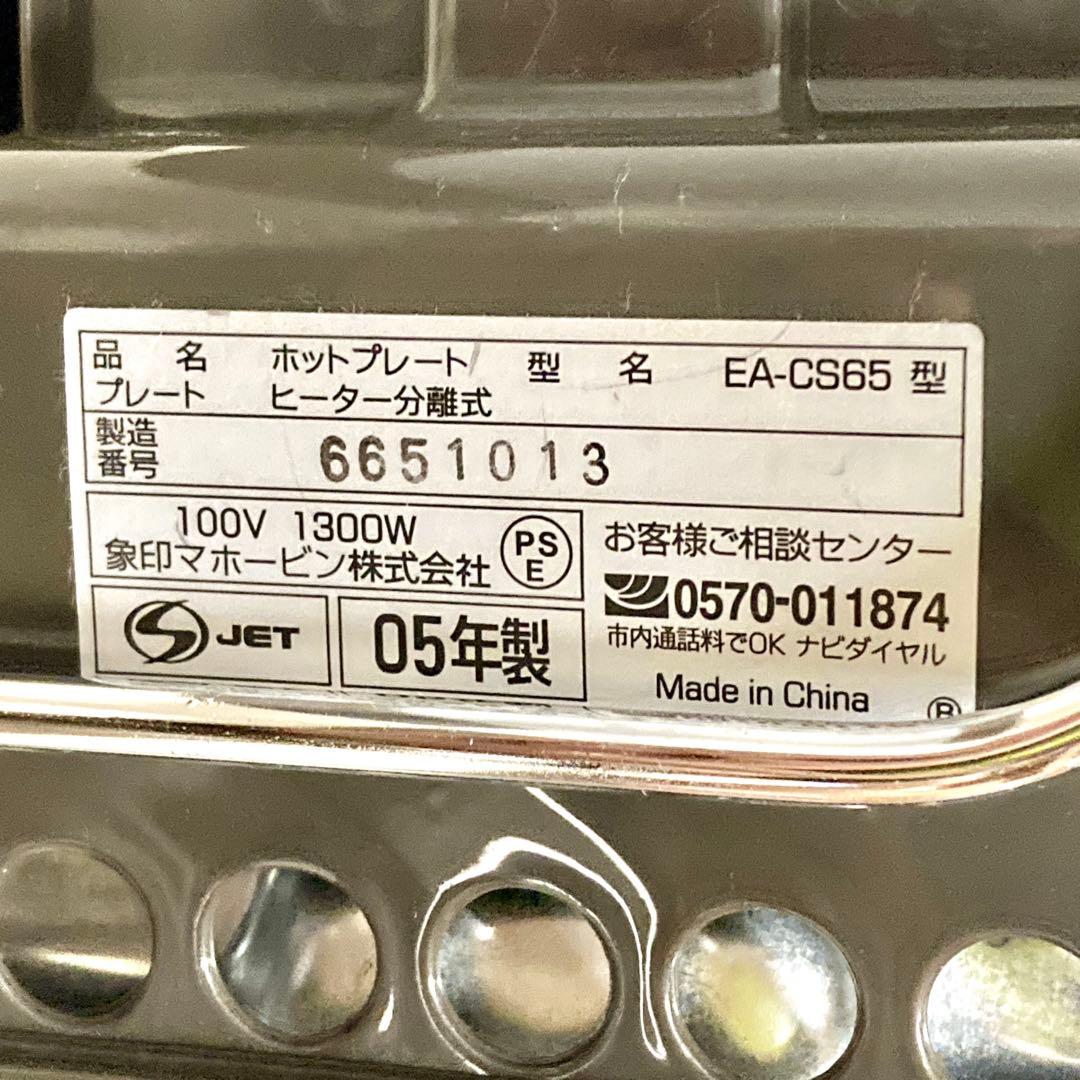 品名 ホットプレート 型名 EA-CS65型
プレート ヒーター分離式
製造
番号 6651013
100V 1300W
象印マホービン株式会社
PS
E
JET
05年製
お客様ご相談センター
0570-011874
市内通話料でOK ナビダイヤル
Made in China
Ⓑ